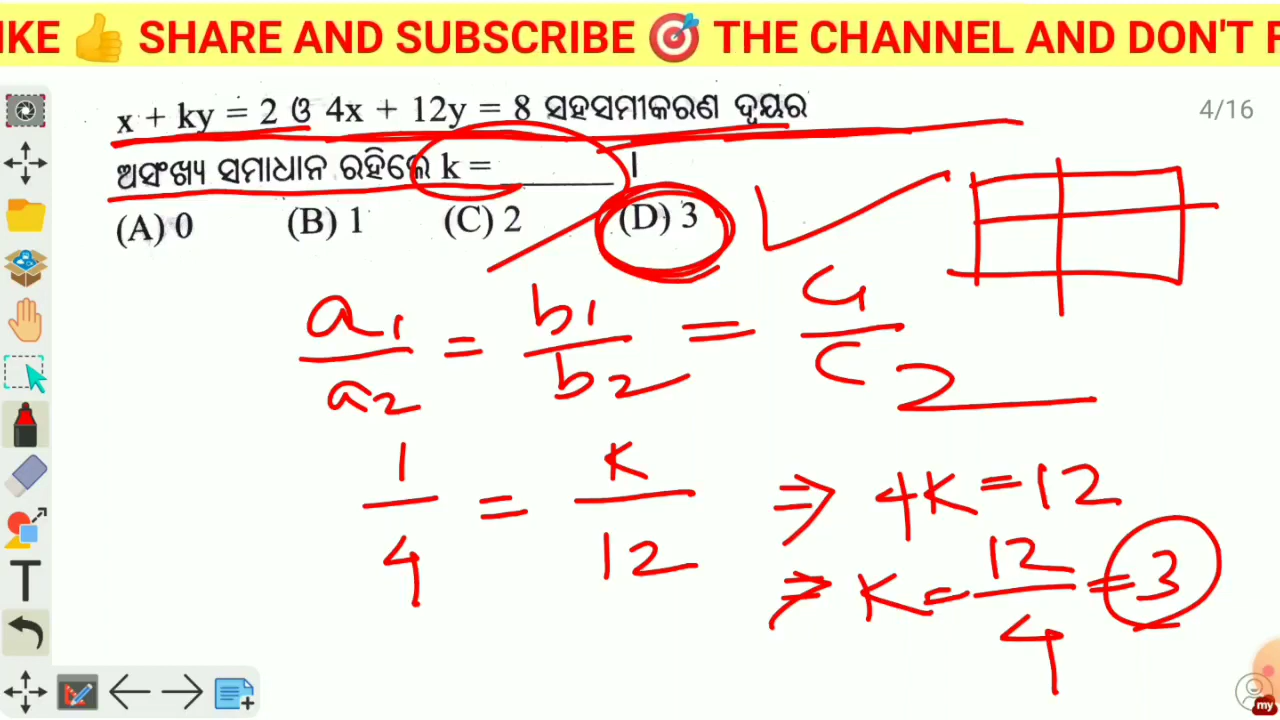 IKE 👍 SHARE AND SUBSCRIBE 🎯 THE CHANNEL AND DON'T F
x + ky = 2 ଓ 4x + 12y = 8 ସହସମୀକରଣ ଦ୍ୱୟର
4/16
ଅସଂଖ୍ୟ ସମାଧାନ ରହିଲେ k = ________ ।
(A) 0 (B) 1 (C) 2 (D) 3
a1/a2 = b1/b2 = c1/c2
1/4 = k/12 ⇒ 4k = 12
⇒ k = 12/4 = 3
T
my